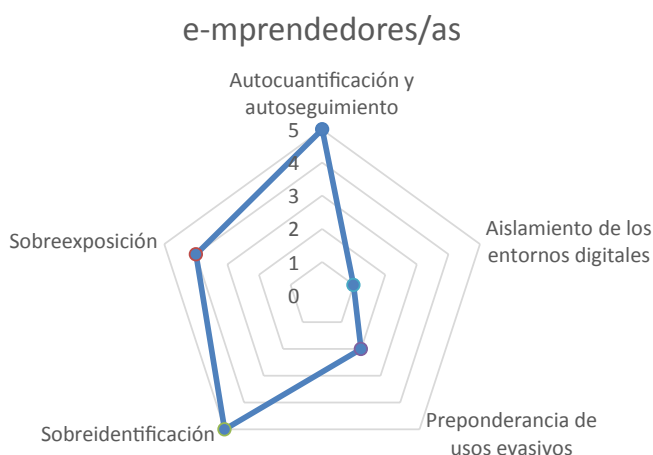 e-mprendedores/as
Autocuantificación y
autoseguimiento
5
4
3
2
1
0
Aislamiento de los
entornos digitales
Sobreexposición
Preponderancia de
usos evasivos
Sobreidentificación